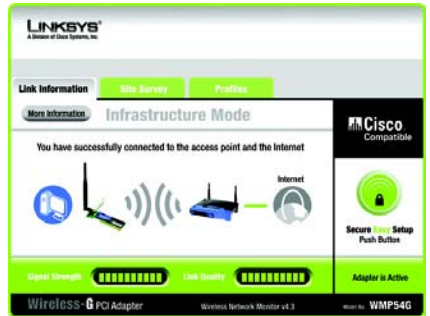 LINKSYS®
A Division of Cisco Systems, Inc.
Link Information
Site Survey
Profiles
More Information
Infrastructure Mode
You have successfully connected to the access point and the Internet
Internet
Cisco
Compatible
Secure Easy Setup
Push Button
Signal Strength
Link Quality
Adapter is Active
Wireless-G PCI Adapter
Wireless Network Monitor v4.3
Model No. WMP54G